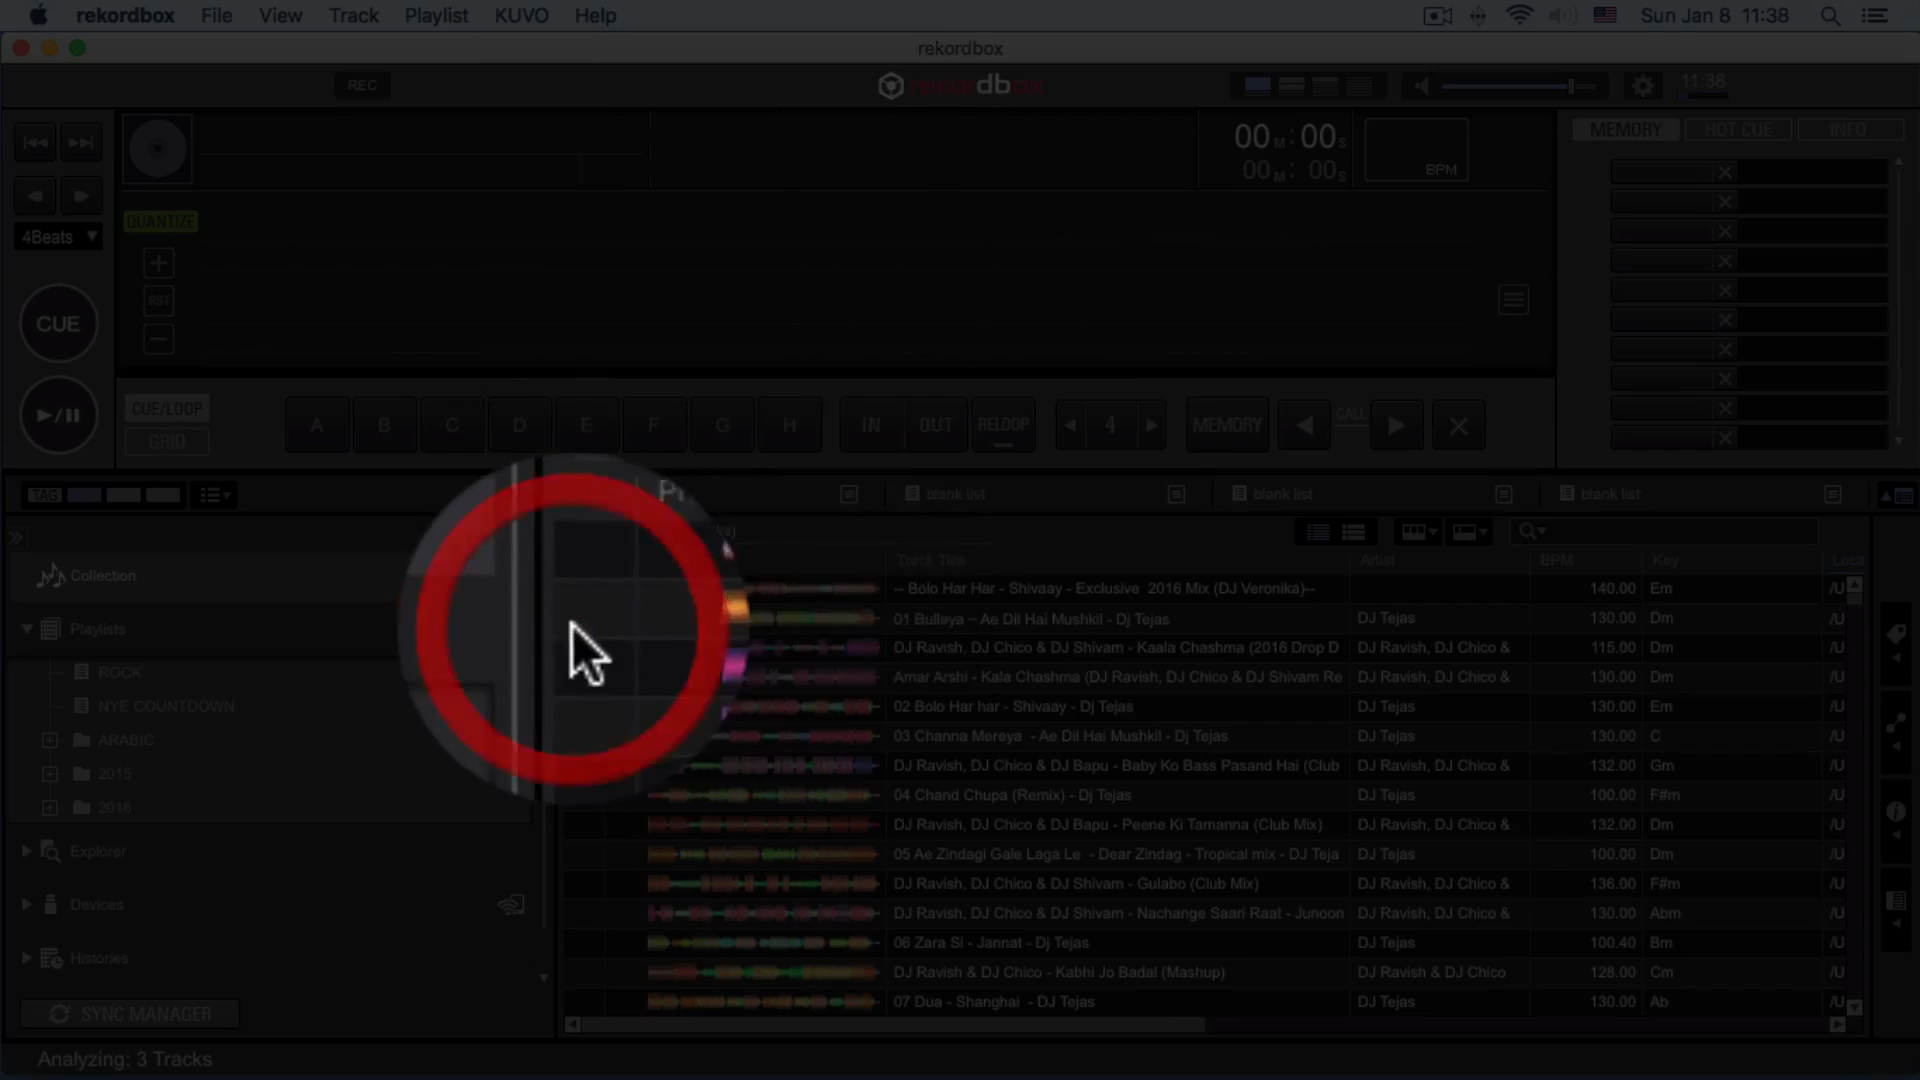 rekordbox File View Track Playlist KUVO Help Sun Jan 8 11:38
rekordbox
REC
rekordbox
11:38
00M:00S
00M:00S
BPM
MEMORY HOT CUE INFO
QUANTIZE
4Beats
RST
CUE
CUE/LOOP
GRID
A B C D E F G H IN OUT RELOOP 4 MEMORY CALL
TAG
blank list
blank list
blank list
Track Title Artist BPM Key
Collection
Playlists
ROCK
NYE COUNTDOWN
ARABIC
2015
2016
Explorer
Devices
Histories
SYNC MANAGER
-- Bolo Har Har - Shivaay - Exclusive 2016 Mix (DJ Veronika)-- 140.00 Em /U
01 Bulleya – Ae Dil Hai Mushkil - Dj Tejas DJ Tejas 130.00 Dm /U
DJ Ravish, DJ Chico & DJ Shivam - Kaala Chashma (2016 Drop D DJ Ravish, DJ Chico & 115.00 Dm /U
Amar Arshi - Kala Chashma (DJ Ravish, DJ Chico & DJ Shivam Re DJ Ravish, DJ Chico & 130.00 Dm /U
02 Bolo Har har - Shivaay - Dj Tejas DJ Tejas 130.00 Em /U
03 Channa Mereya - Ae Dil Hai Mushkil - Dj Tejas DJ Tejas 130.00 C /U
DJ Ravish, DJ Chico & DJ Bapu - Baby Ko Bass Pasand Hai (Club DJ Ravish, DJ Chico & 132.00 Gm /U
04 Chand Chupa (Remix) - Dj Tejas DJ Tejas 100.00 F#m /U
DJ Ravish, DJ Chico & DJ Bapu - Peene Ki Tamanna (Club Mix) DJ Ravish, DJ Chico & 132.00 Dm /U
05 Ae Zindagi Gale Laga Le - Dear Zindag - Tropical mix - DJ Teja DJ Tejas 100.00 Dm /U
DJ Ravish, DJ Chico & DJ Shivam - Gulabo (Club Mix) DJ Ravish, DJ Chico & 136.00 F#m /U
DJ Ravish, DJ Chico & DJ Shivam - Nachange Saari Raat - Junoon DJ Ravish, DJ Chico & 130.00 Abm /U
06 Zara Si - Jannat - Dj Tejas DJ Tejas 100.40 Bm /U
DJ Ravish & DJ Chico - Kabhi Jo Badal (Mashup) DJ Ravish & DJ Chico 128.00 Cm /U
07 Dua - Shanghai - DJ Tejas DJ Tejas 130.00 Ab /U
Analyzing: 3 Tracks